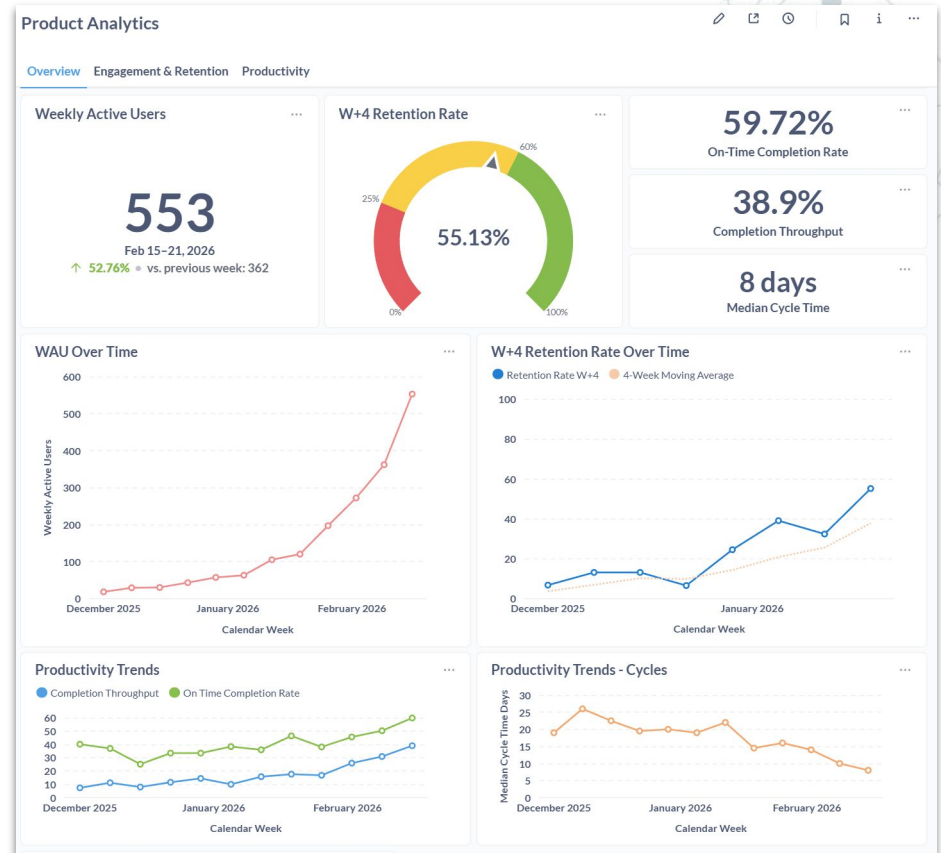 Product Analytics
Overview Engagement & Retention Productivity
Weekly Active Users
553
Feb 15–21, 2026
↑ 52.76% • vs. previous week: 362
W+4 Retention Rate
0%
25%
60%
100%
55.13%
59.72%
On-Time Completion Rate
38.9%
Completion Throughput
8 days
Median Cycle Time
WAU Over Time
Weekly Active Users
600
500
400
300
200
100
0
December 2025 January 2026 February 2026
Calendar Week
W+4 Retention Rate Over Time
Retention Rate W+4 4-Week Moving Average
100
80
60
40
20
0
December 2025 January 2026
Calendar Week
Productivity Trends
Completion Throughput On Time Completion Rate
60
50
40
30
20
10
0
December 2025 January 2026 February 2026
Calendar Week
Productivity Trends - Cycles
Median Cycle Time Days
30
25
20
15
10
5
0
December 2025 January 2026 February 2026
Calendar Week